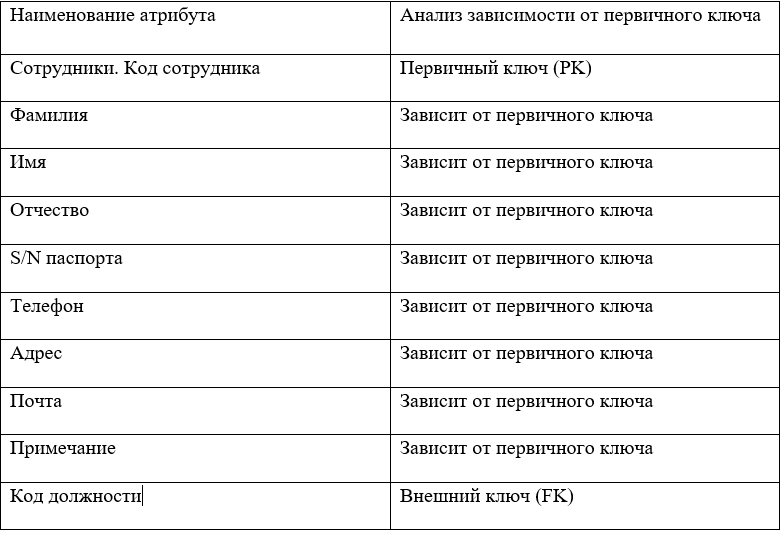 Наименование атрибута Анализ зависимости от первичного ключа
Сотрудники. Код сотрудника Первичный ключ (PK)
Фамилия Зависит от первичного ключа
Имя Зависит от первичного ключа
Отчество Зависит от первичного ключа
S/N паспорта Зависит от первичного ключа
Телефон Зависит от первичного ключа
Адрес Зависит от первичного ключа
Почта Зависит от первичного ключа
Примечание Зависит от первичного ключа
Код должности Внешний ключ (FK)